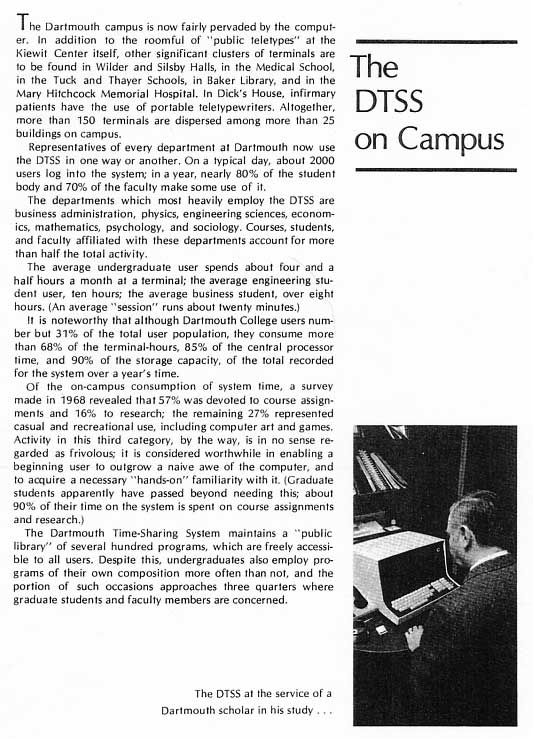 The Dartmouth campus is now fairly pervaded by the comput-
er. In addition to the roomful of "public teletypes" at the
Kiewit Center itself, other significant clusters of terminals are
to be found in Wilder and Silsby Halls, in the Medical School,
in the Tuck and Thayer Schools, in Baker Library, and in the
Mary Hitchcock Memorial Hospital. In Dick's House, infirmary
patients have the use of portable teletypewriters. Altogether,
more than 150 terminals are dispersed among more than 25
buildings on campus.
Representatives of every department at Dartmouth now use
the DTSS in one way or another. On a typical day, about 2000
users log into the system; in a year, nearly 80% of the student
body and 70% of the faculty make some use of it.
The departments which most heavily employ the DTSS are
business administration, physics, engineering sciences, econom-
ics, mathematics, psychology, and sociology. Courses, students,
and faculty affiliated with these departments account for more
than half the total activity.
The average undergraduate user spends about four and a
half hours a month at a terminal; the average engineering stu-
dent user, ten hours; the average business student, over eight
hours. (An average "session" runs about twenty minutes.)
It is noteworthy that although Dartmouth College users num-
ber but 31% of the total user population, they consume more
than 68% of the terminal-hours, 85% of the central processor
time, and 90% of the storage capacity, of the total recorded
for the system over a year's time.
Of the on-campus consumption of system time, a survey
made in 1968 revealed that 57% was devoted to course assign-
ments and 16% to research; the remaining 27% represented
casual and recreational use, including computer art and games.
Activity in this third category, by the way, is in no sense re-
garded as frivolous; it is considered worthwhile in enabling a
beginning user to outgrow a naive awe of the computer, and
to acquire a necessary "hands-on" familiarity with it. (Graduate
students apparently have passed beyond needing this; about
90% of their time on the system is spent on course assignments
and research.)
The Dartmouth Time-Sharing System maintains a "public
library" of several hundred programs, which are freely accessi-
ble to all users. Despite this, undergraduates also employ pro-
grams of their own composition more often than not, and the
portion of such occasions approaches three quarters where
graduate students and faculty members are concerned.
The
DTSS
on Campus
The DTSS at the service of a
Dartmouth scholar in his study . . .